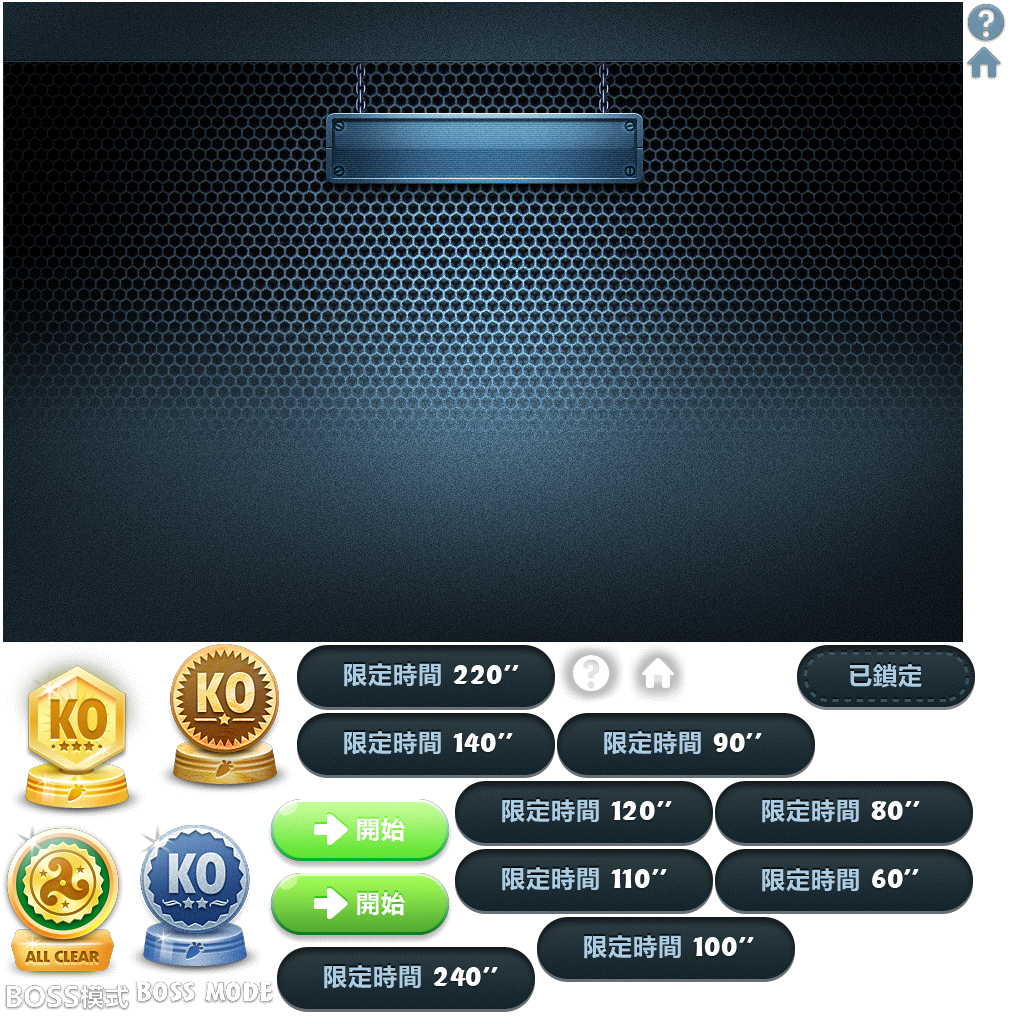 ?
KO
KO
限定時間 220’’
?
已鎖定
限定時間 140’’
限定時間 90’’
限定時間 120’’
限定時間 80’’
開始
KO
限定時間 110’’
限定時間 60’’
開始
ALL CLEAR
限定時間 100’’
限定時間 240’’
BOSS模式
BOSS MODE